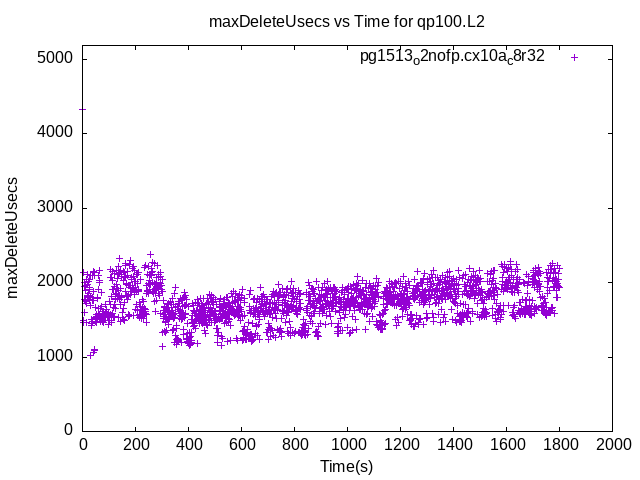 maxDeleteUsecs vs Time for qp100.L2
pg1513o2nofp.cx10a_c8r32
5000
4000
3000
2000
1000
0
maxDeleteUsecs
0 200 400 600 800 1000 1200 1400 1600 1800 2000
Time(s)